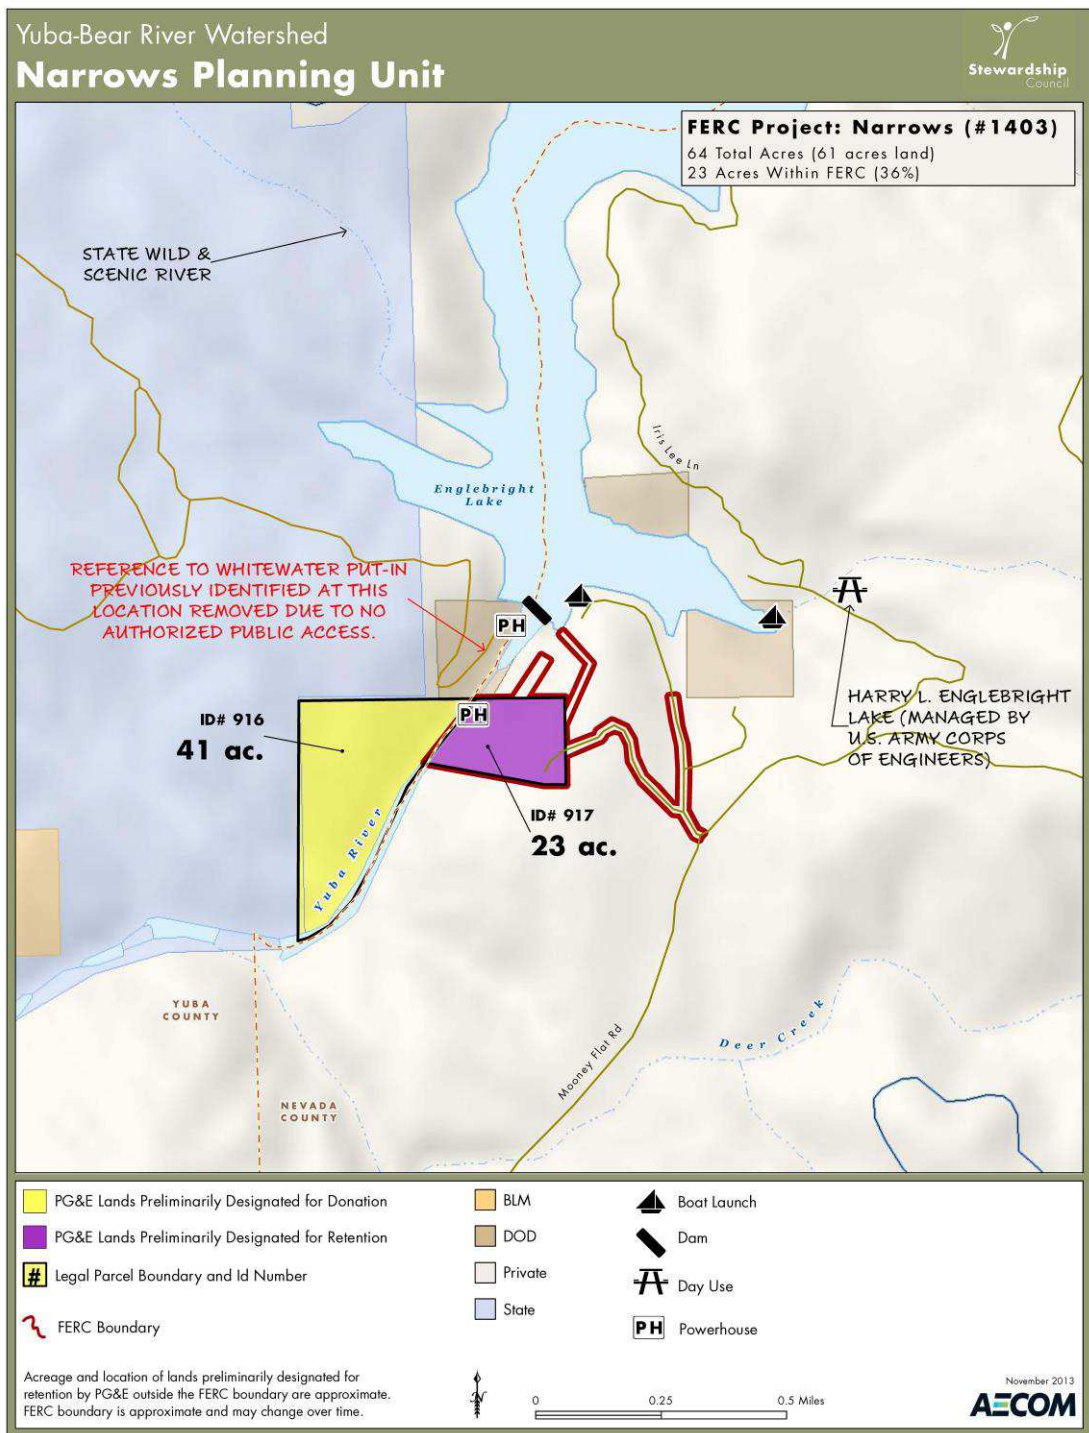 Yuba-Bear River Watershed
Narrows Planning Unit
Stewardship
Council
FERC Project: Narrows (#1403)
64 Total Acres (61 acres land)
23 Acres Within FERC (36%)
STATE WILD &
SCENIC RIVER
Iris Lee Ln
Englebright
Lake
REFERENCE TO WHITEWATER PUT-IN
PREVIOUSLY IDENTIFIED AT THIS
LOCATION REMOVED DUE TO NO
AUTHORIZED PUBLIC ACCESS.
PH
PH
HARRY L. ENGLEBRIGHT
LAKE (MANAGED BY
U.S. ARMY CORPS
OF ENGINEERS)
ID# 916
41 ac.
ID# 917
23 ac.
Yuba River
YUBA
COUNTY
NEVADA
COUNTY
Mooney Flat Rd
Deer Creek
PG&E Lands Preliminarily Designated for Donation
PG&E Lands Preliminarily Designated for Retention
# Legal Parcel Boundary and Id Number
FERC Boundary
BLM
DOD
Private
State
Boat Launch
Dam
Day Use
PH Powerhouse
Acreage and location of lands preliminarily designated for
retention by PG&E outside the FERC boundary are approximate.
FERC boundary is approximate and may change over time.
N
0 0.25 0.5 Miles
November 2013
AECOM